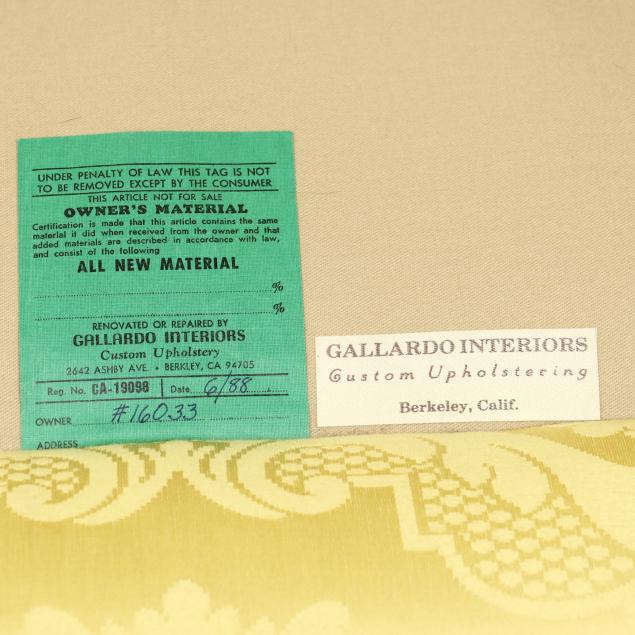 UNDER PENALTY OF LAW THIS TAG IS NOT
TO BE REMOVED EXCEPT BY THE CONSUMER
THIS ARTICLE NOT FOR SALE
OWNER'S MATERIAL
Certification is made that this article contains the same
material it did when received from the owner and that
added materials are described in accordance with law,
and consist of the following
ALL NEW MATERIAL
%
%
RENOVATED OR REPAIRED BY
GALLARDO INTERIORS
Custom Upholstery
2642 ASHBY AVE. • BERKLEY, CA 94705
Reg. No. CA-19098 Date 6/88
OWNER #16033
ADDRESS
GALLARDO INTERIORS
Custom Upholstering
Berkeley, Calif.